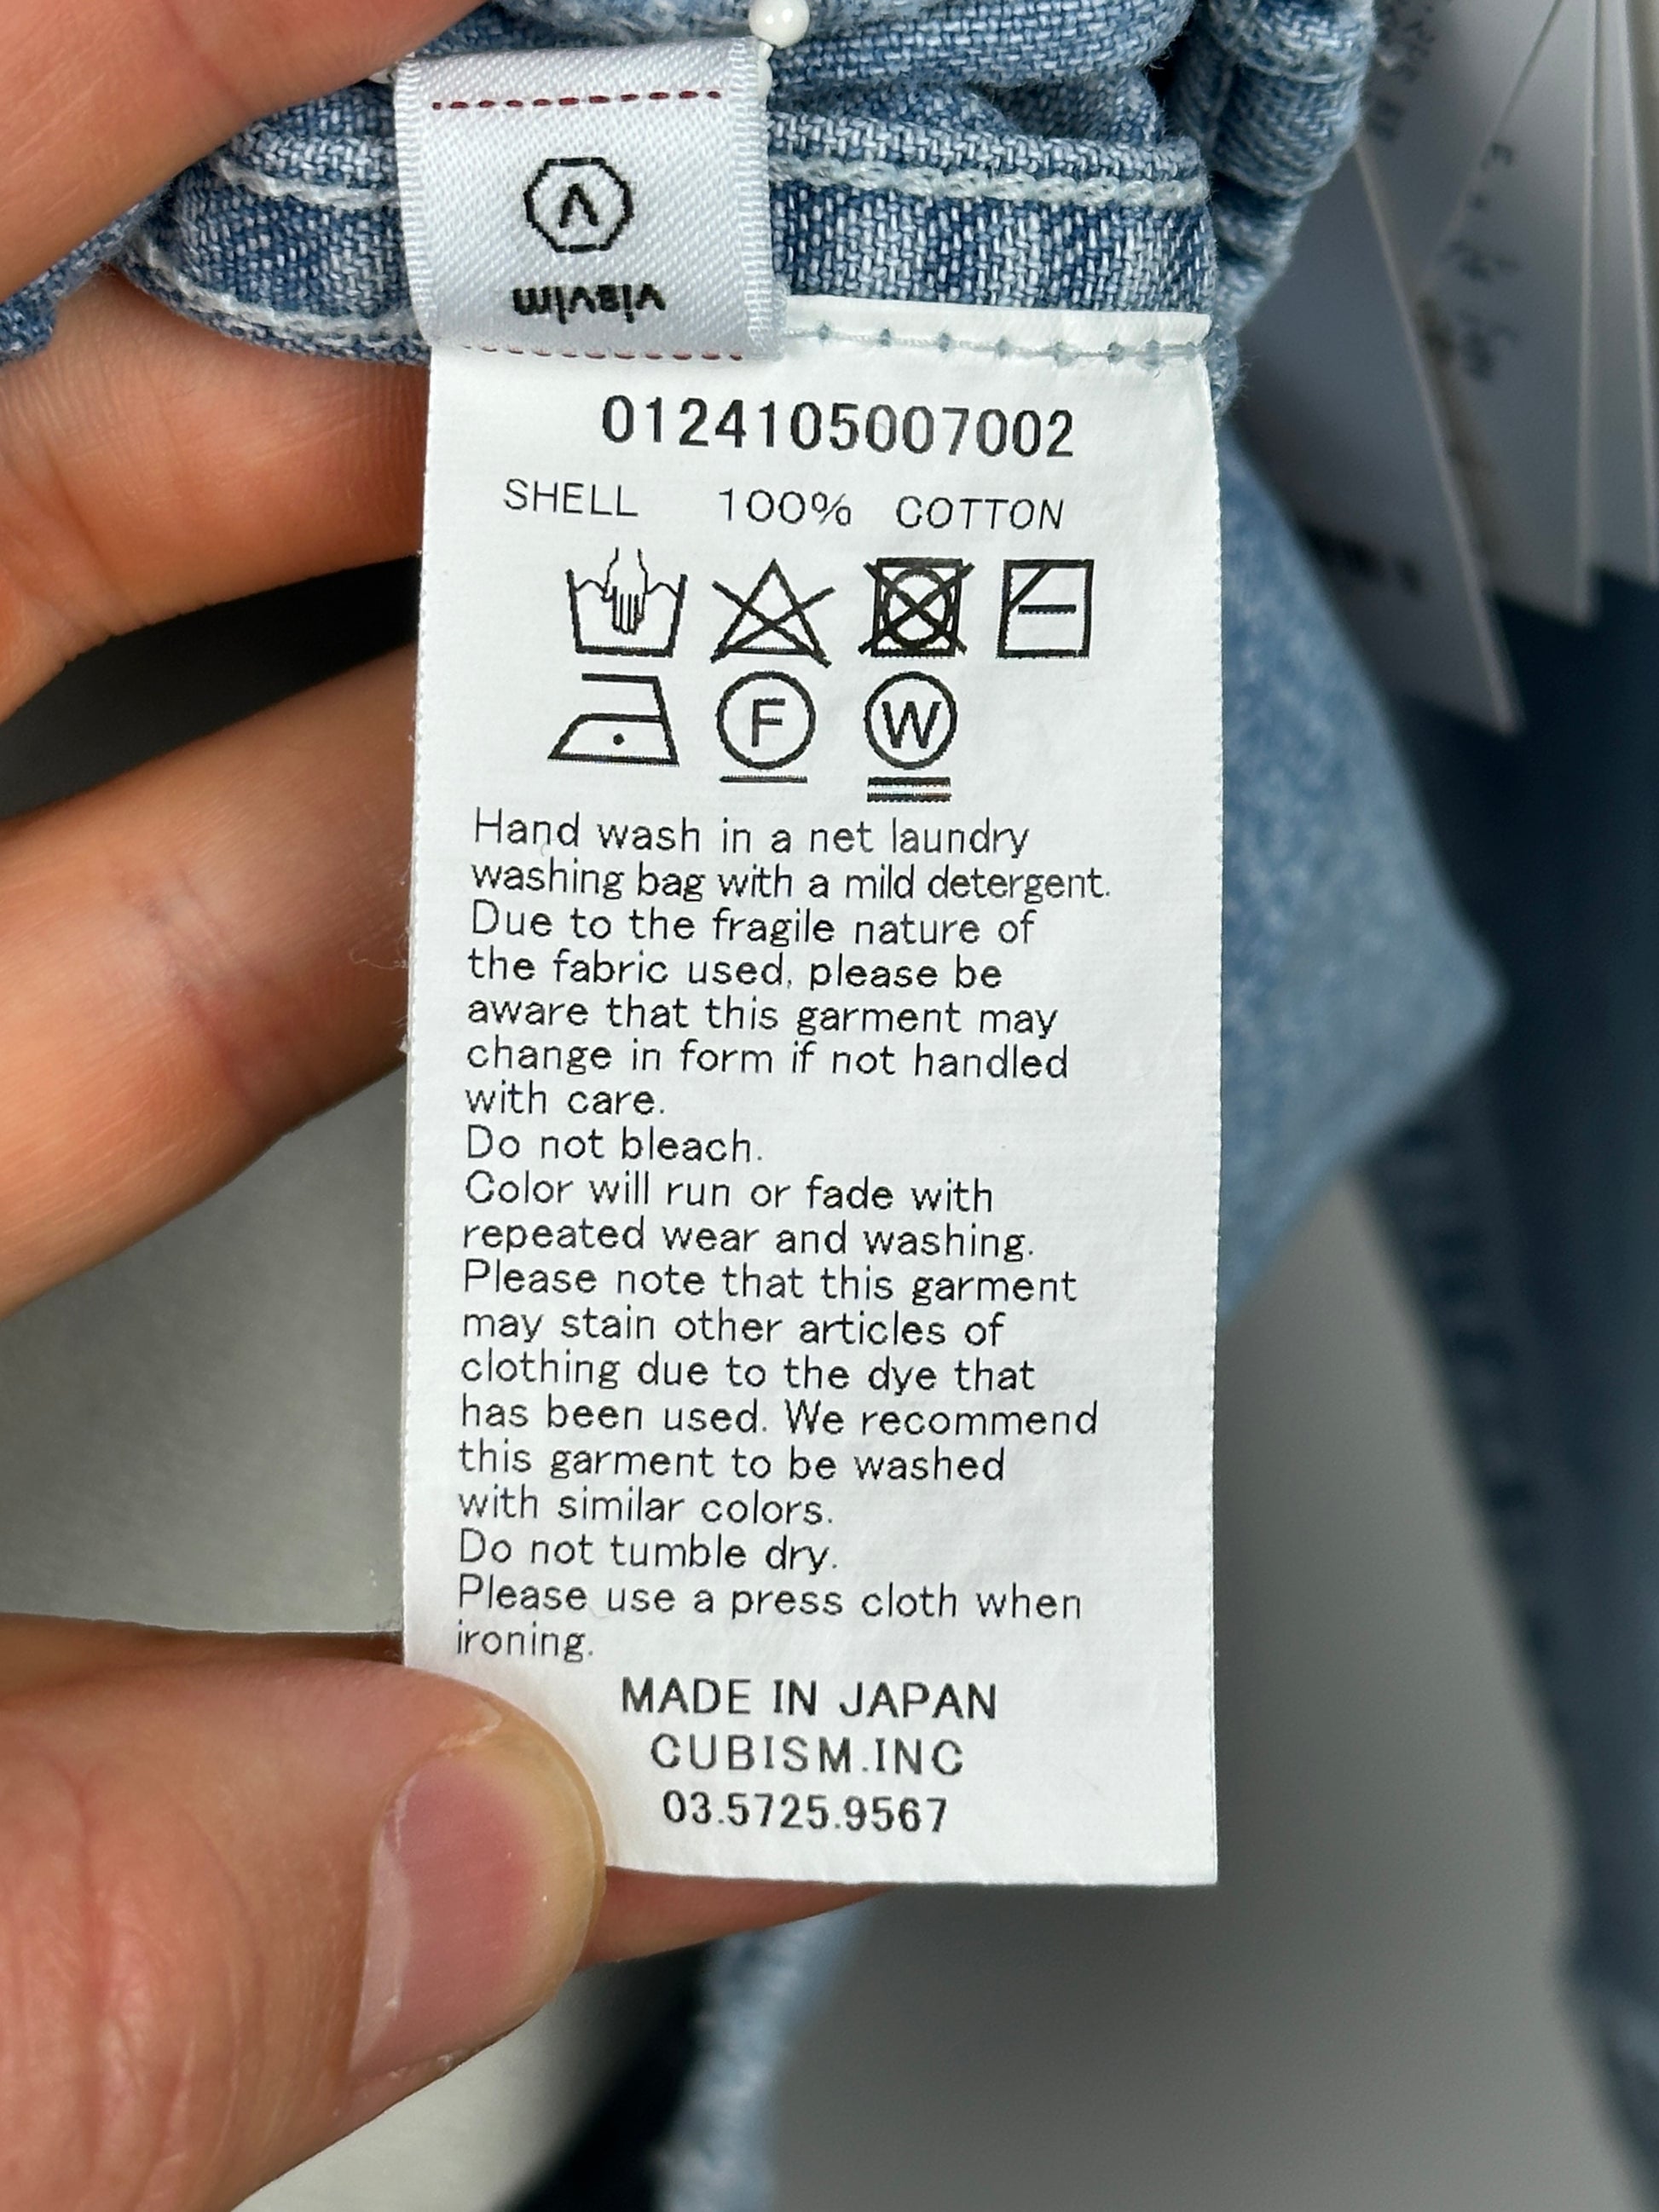 visvim
0124105007002
SHELL 100% COTTON
F W
Hand wash in a net laundry
washing bag with a mild detergent.
Due to the fragile nature of
the fabric used, please be
aware that this garment may
change in form if not handled
with care.
Do not bleach.
Color will run or fade with
repeated wear and washing.
Please note that this garment
may stain other articles of
clothing due to the dye that
has been used. We recommend
this garment to be washed
with similar colors.
Do not tumble dry.
Please use a press cloth when
ironing.
MADE IN JAPAN
CUBISM.INC
03.5725.9567